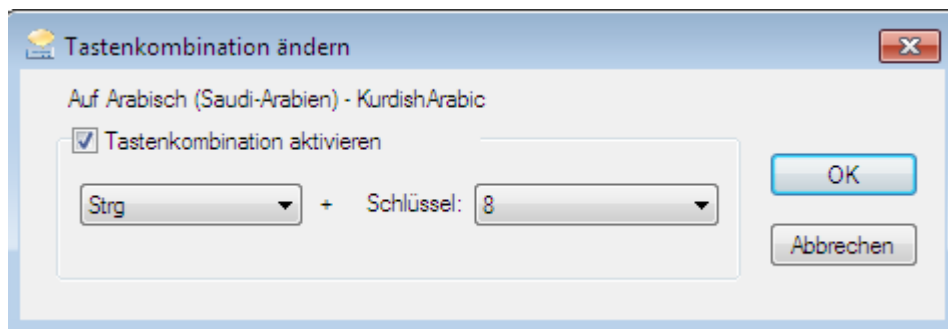 Tastenkombination ändern
Auf Arabisch (Saudi-Arabien) - KurdishArabic
Tastenkombination aktivieren
Strg + Schlüssel: 8
OK
Abbrechen